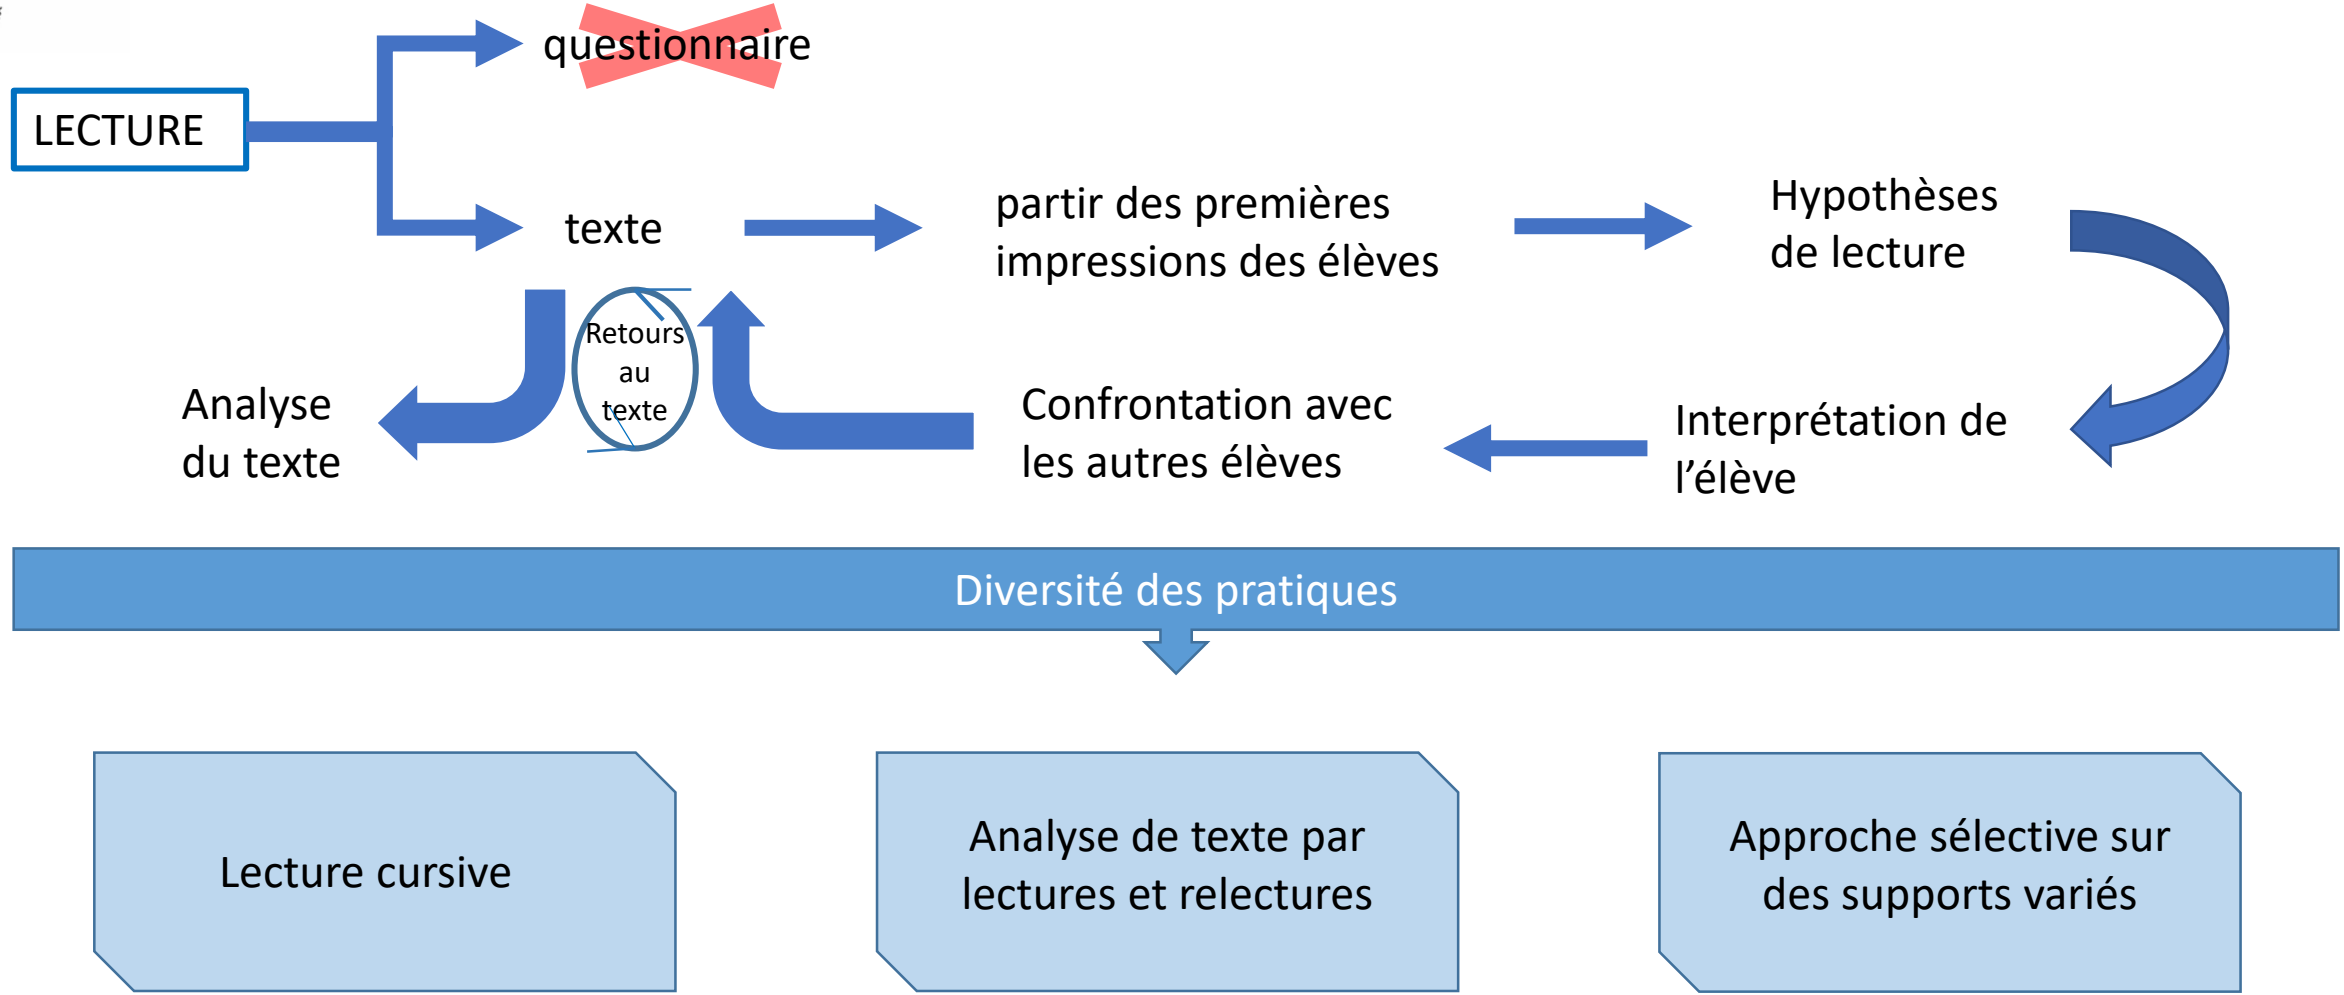 questionnaire
LECTURE
texte
partir des premières
impressions des élèves
Hypothèses
de lecture
Retours
au
texte
Analyse
du texte
Confrontation avec
les autres élèves
Interprétation de
l’élève
Diversité des pratiques
Lecture cursive
Analyse de texte par
lectures et relectures
Approche sélective sur
des supports variés